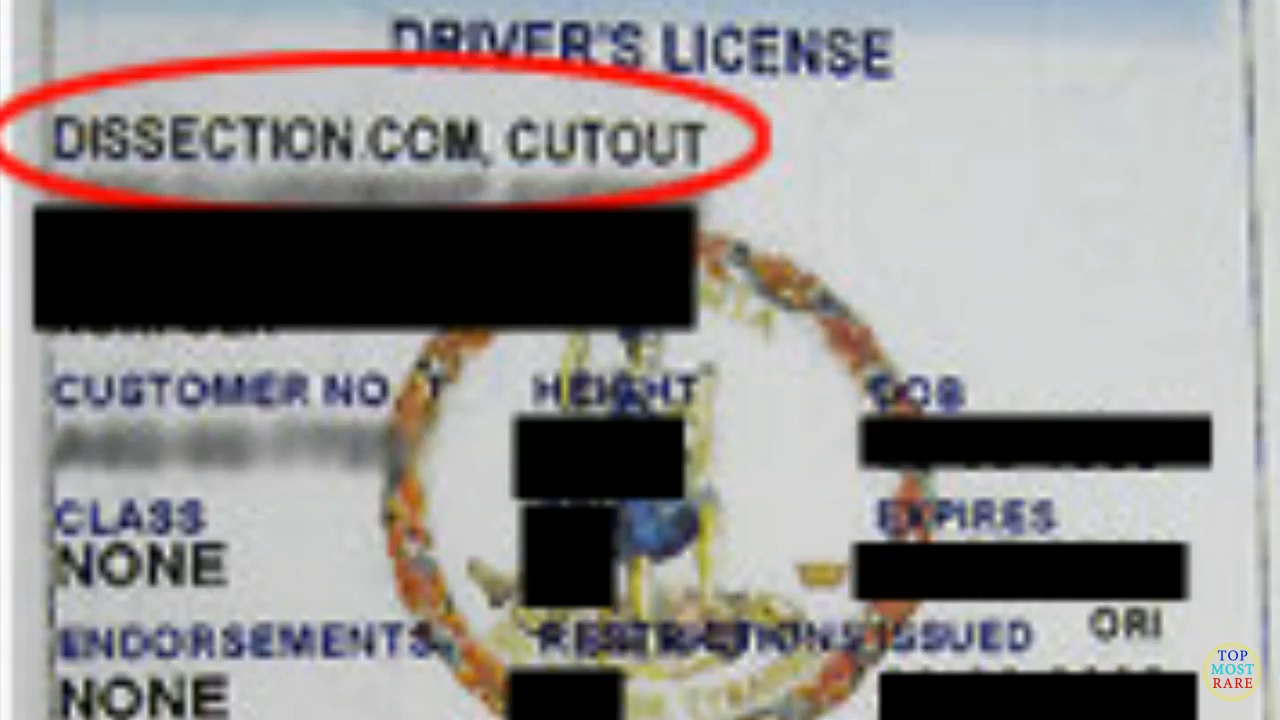 DRIVER'S LICENSE
DISSECTION.COM, CUTOUT
CUSTOMER NO HEIGHT DOB
CLASS EXPIRES
NONE
ENDORSEMENTS RESTRICTIONS ISSUED ORI
NONE
TOP
MOST
RARE